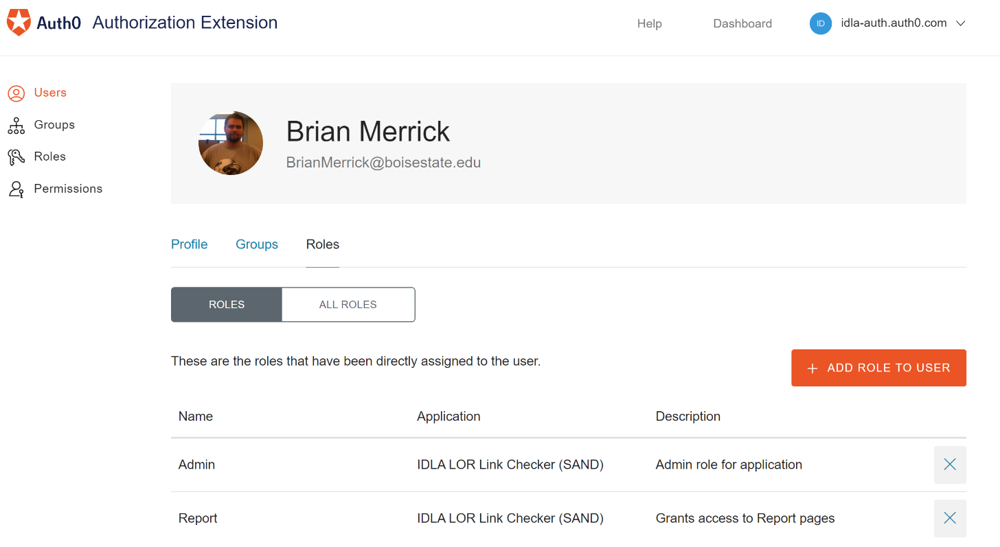 Auth0 Authorization Extension
Help Dashboard ID idla-auth.auth0.com
Users
Groups
Roles
Permissions
Brian Merrick
BrianMerrick@boisestate.edu
Profile Groups Roles
ROLES ALL ROLES
These are the roles that have been directly assigned to the user.
+ ADD ROLE TO USER
Name Application Description
Admin IDLA LOR Link Checker (SAND) Admin role for application
Report IDLA LOR Link Checker (SAND) Grants access to Report pages